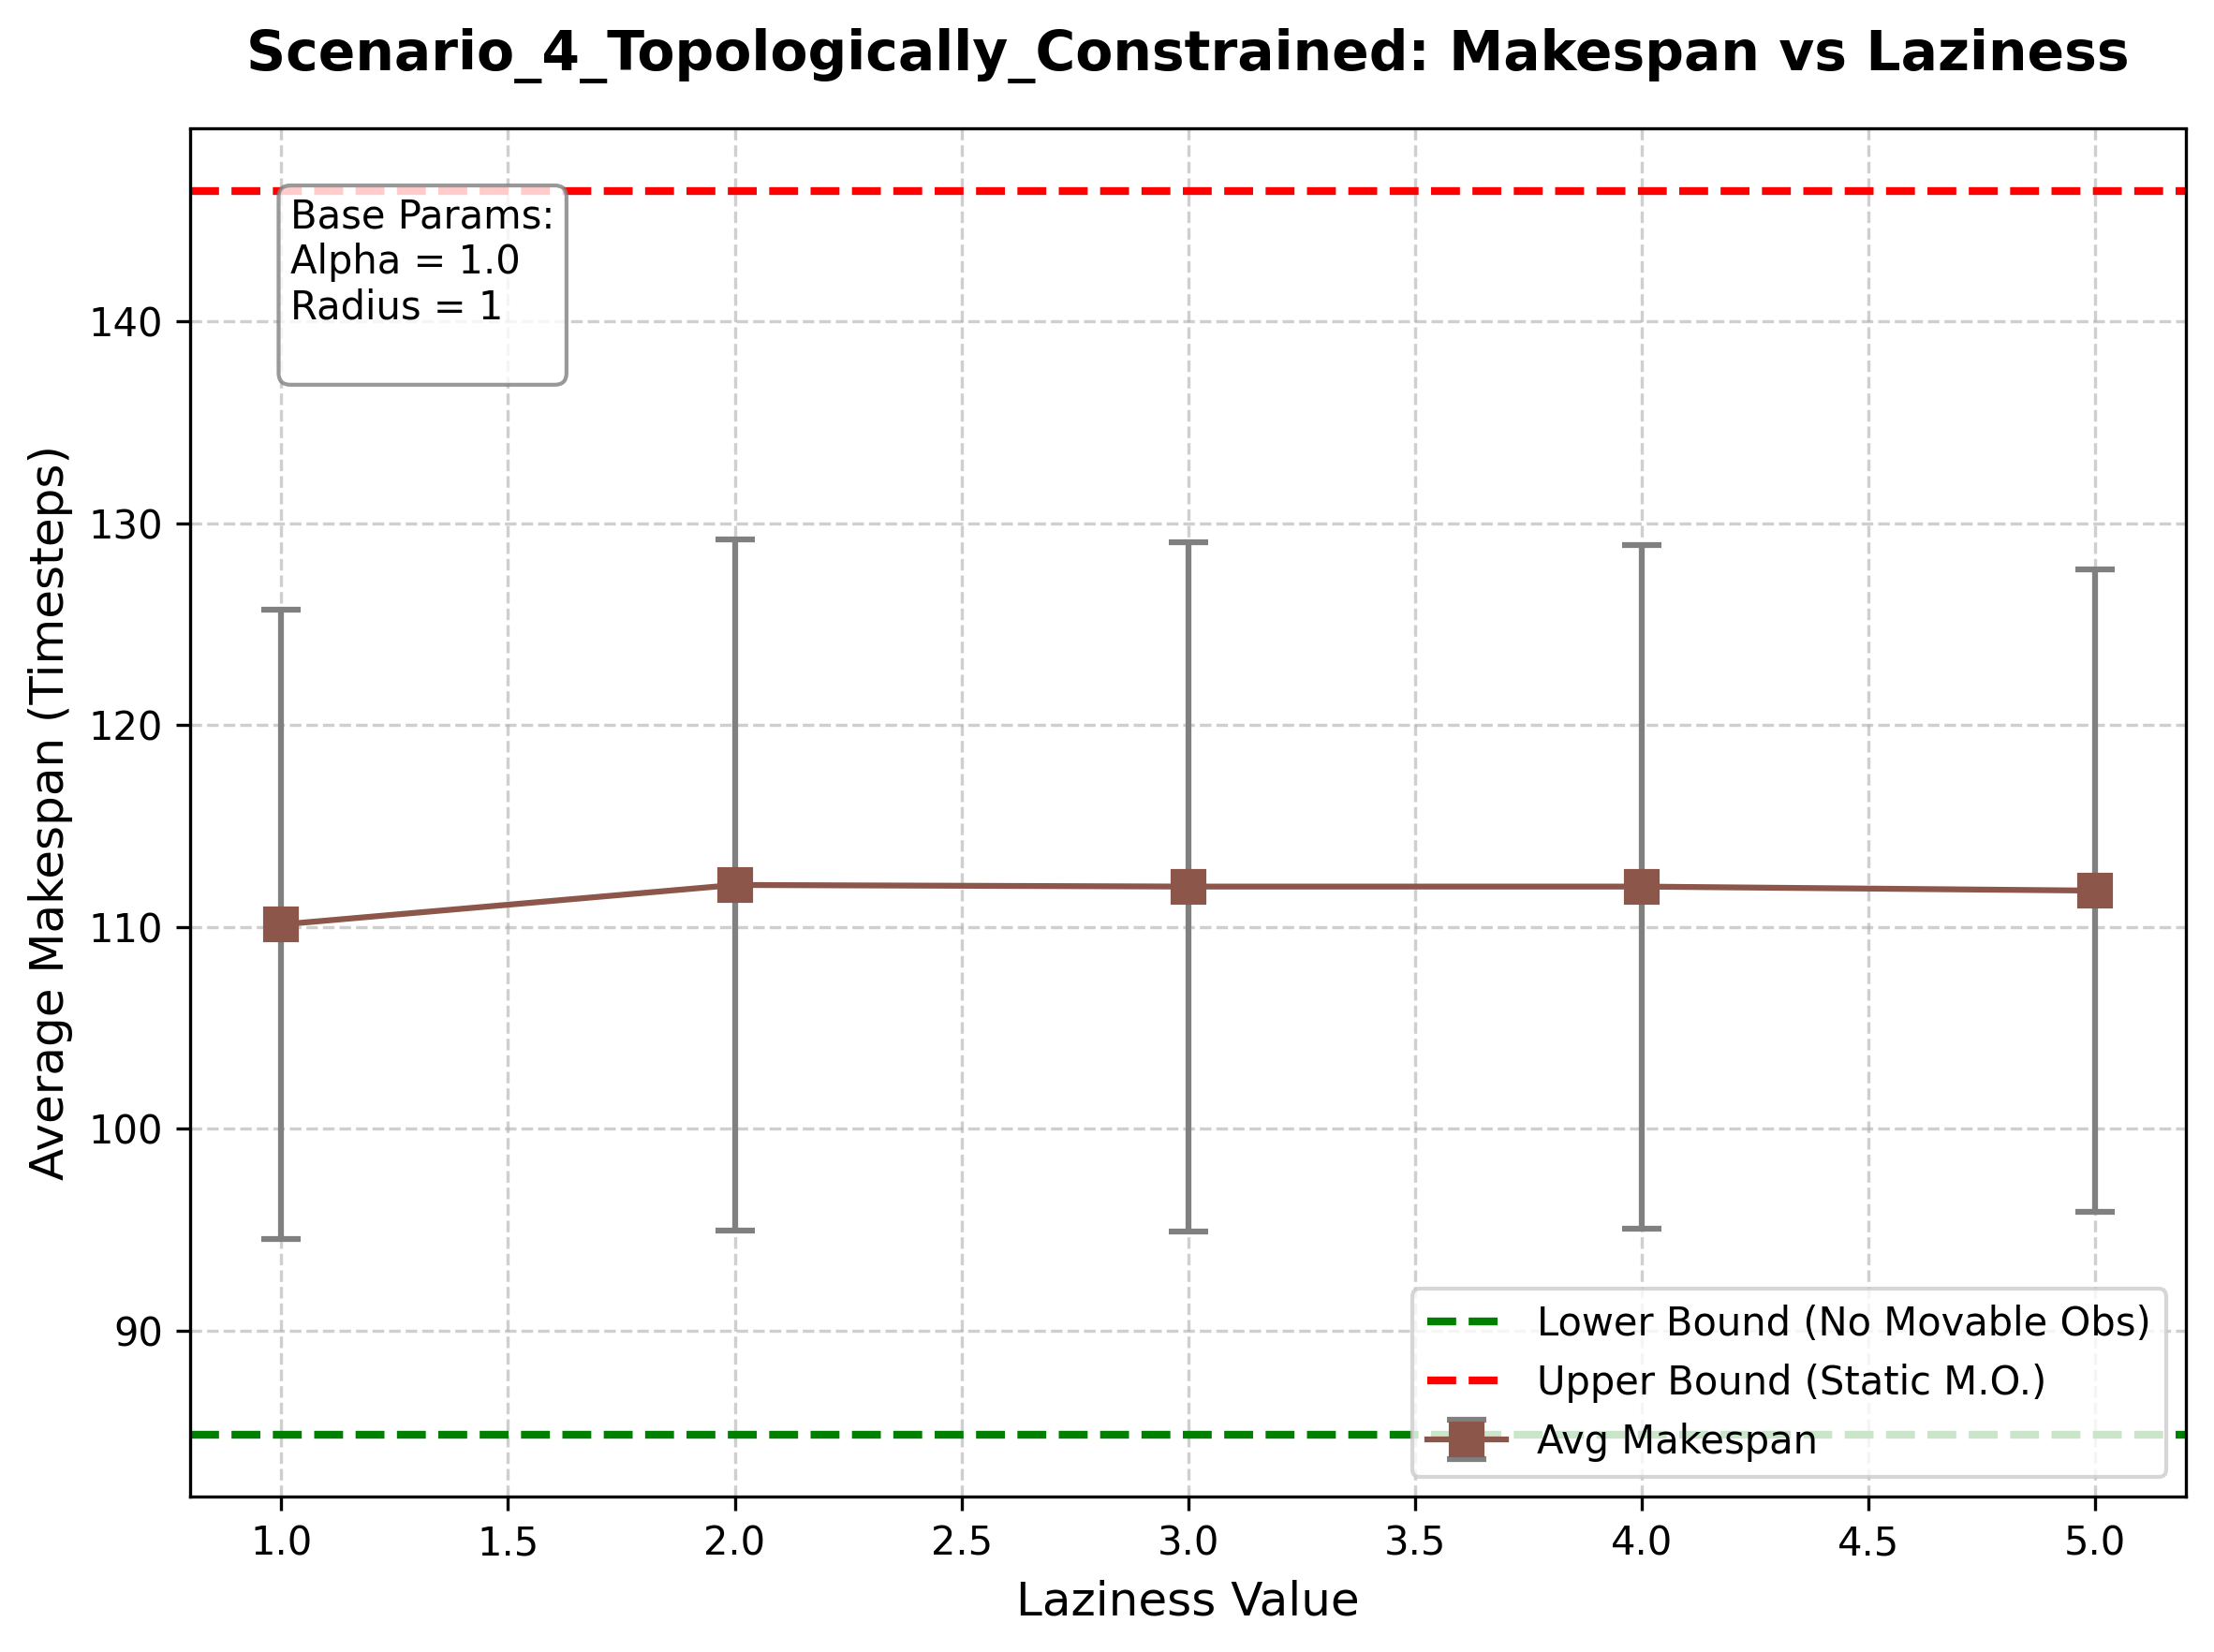 Scenario_4_Topologically_Constrained: Makespan vs Laziness
Base Params:
Alpha = 1.0
Radius = 1
Average Makespan (Timesteps)
140
130
120
110
100
90
Lower Bound (No Movable Obs)
Upper Bound (Static M.O.)
Avg Makespan
1.0 1.5 2.0 2.5 3.0 3.5 4.0 4.5 5.0
Laziness Value